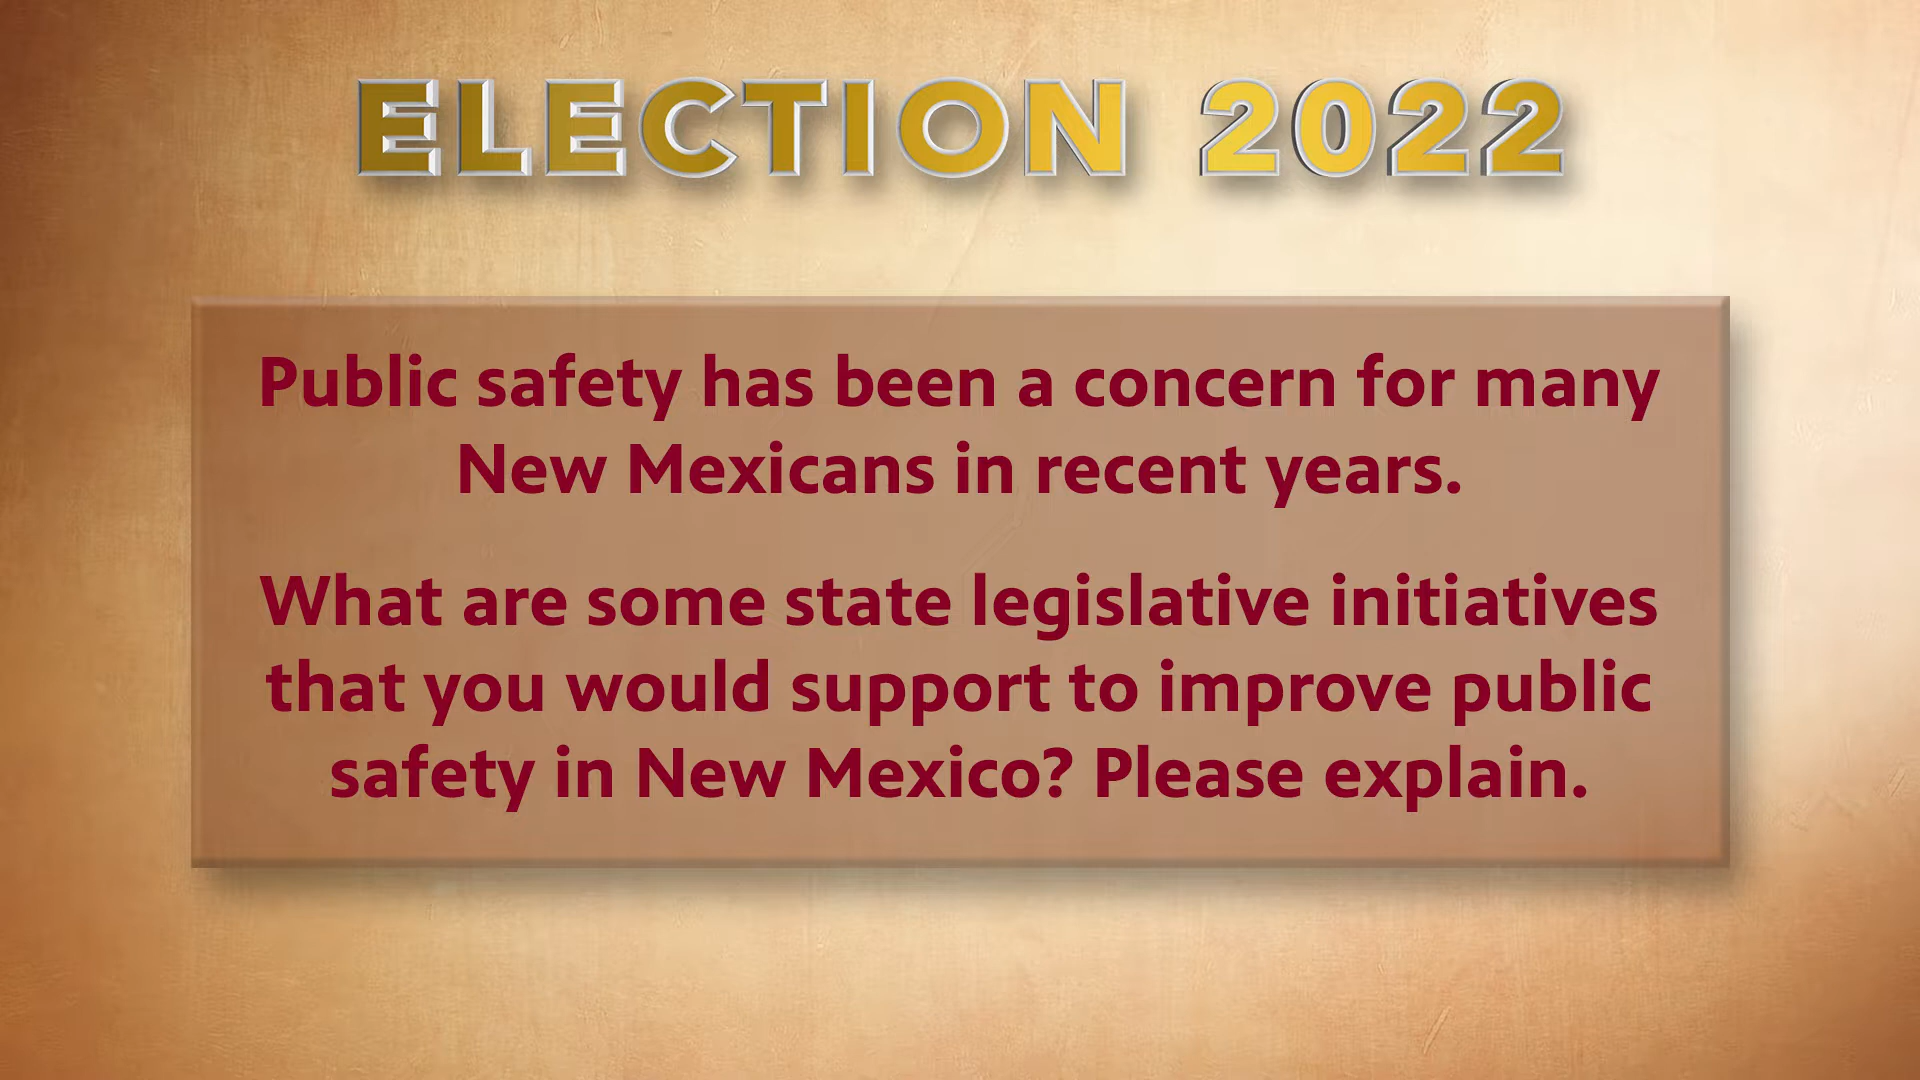 ELECTION 2022
Public safety has been a concern for many
New Mexicans in recent years.
What are some state legislative initiatives
that you would support to improve public
safety in New Mexico? Please explain.